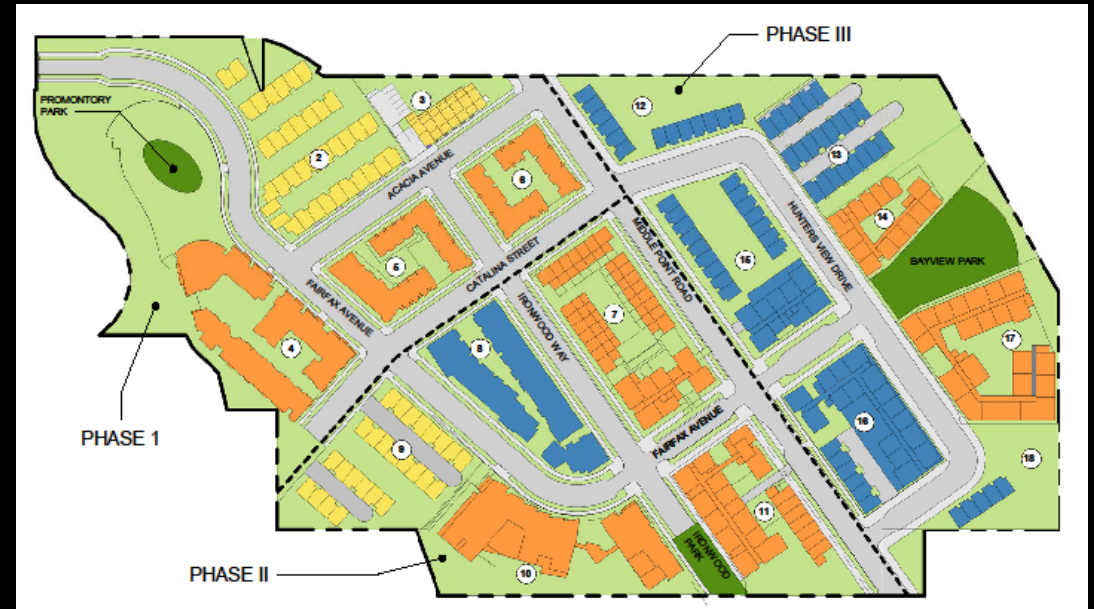 PHASE III
PROMONTORY
PARK
3
12
2
ACACIA AVENUE
13
6
14
HUNTERS VIEW DRIVE
5
CATALINA STREET
MIDDLE POINT ROAD
15
BAYVIEW PARK
FAIRFAX AVENUE
IRONWOOD WAY
7
4
8
17
PHASE 1
FAIRFAX AVENUE
16
9
18
11
IRONWOOD
PARK
PHASE II
10